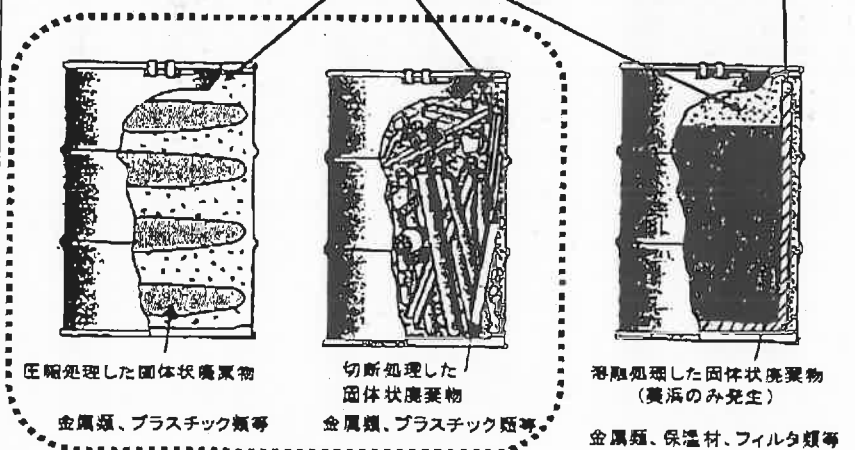 圧縮処理した固体状廃棄物
金属類、プラスチック類等
切断処理した
固体状廃棄物
金属類、プラスチック類等
溶融処理した固体状廃棄物
(美浜のみ発生)
金属類、保温材、フィルタ類等